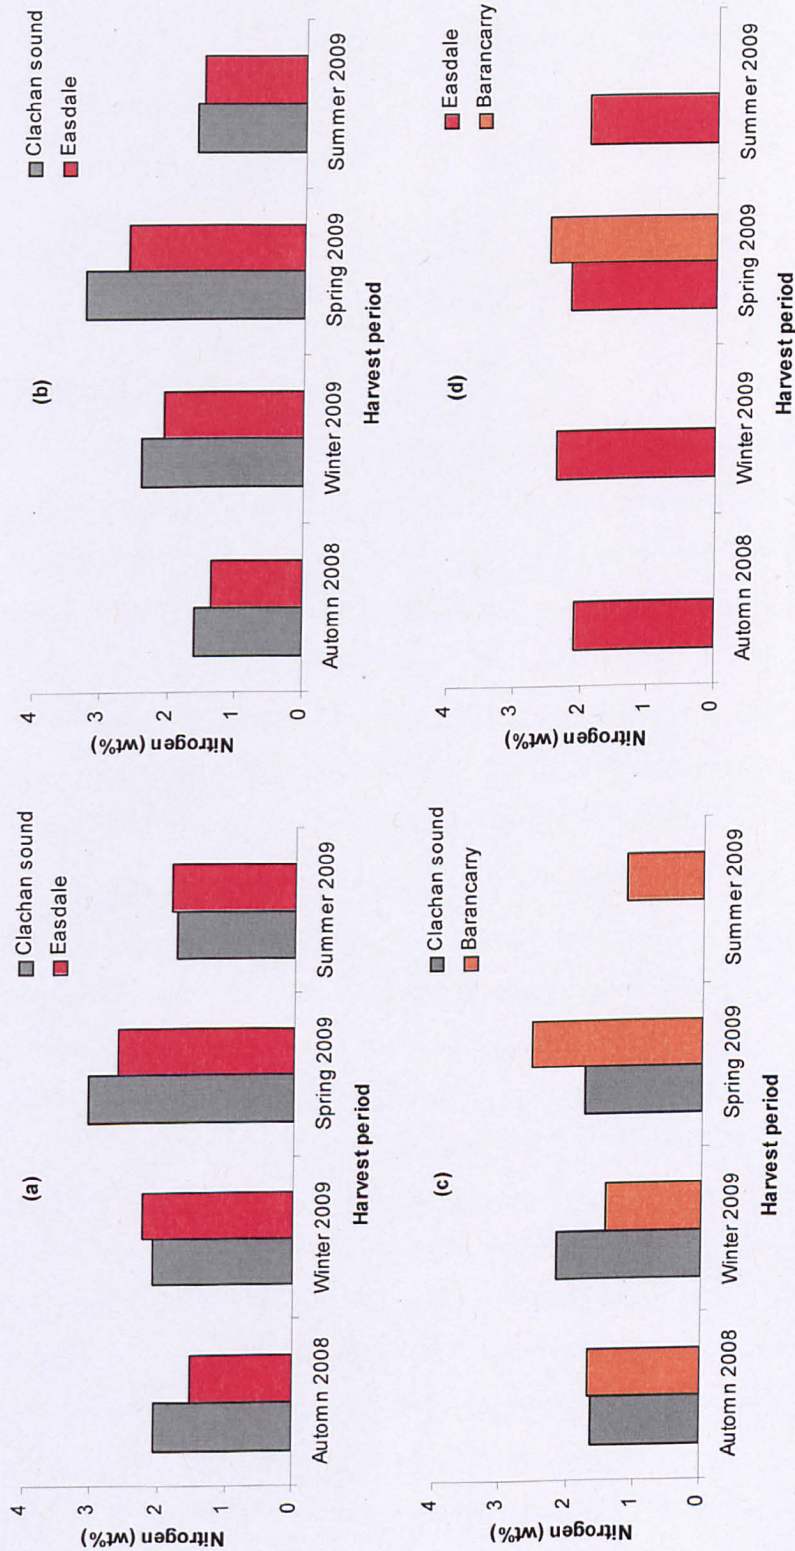 (a)
Clachan sound
Easdale
Nitrogen (wt%)
4
3
2
1
0
Automn 2008
Winter 2009
Spring 2009
Summer 2009
Harvest period
(b)
Clachan sound
Easdale
Nitrogen (wt%)
4
3
2
1
0
Automn 2008
Winter 2009
Spring 2009
Summer 2009
Harvest period
(c)
Clachan sound
Barancarry
Nitrogen (wt%)
4
3
2
1
0
Automn 2008
Winter 2009
Spring 2009
Summer 2009
Harvest period
(d)
Easdale
Barancarry
Nitrogen (wt%)
4
3
2
1
0
Automn 2008
Winter 2009
Spring 2009
Summer 2009
Harvest period